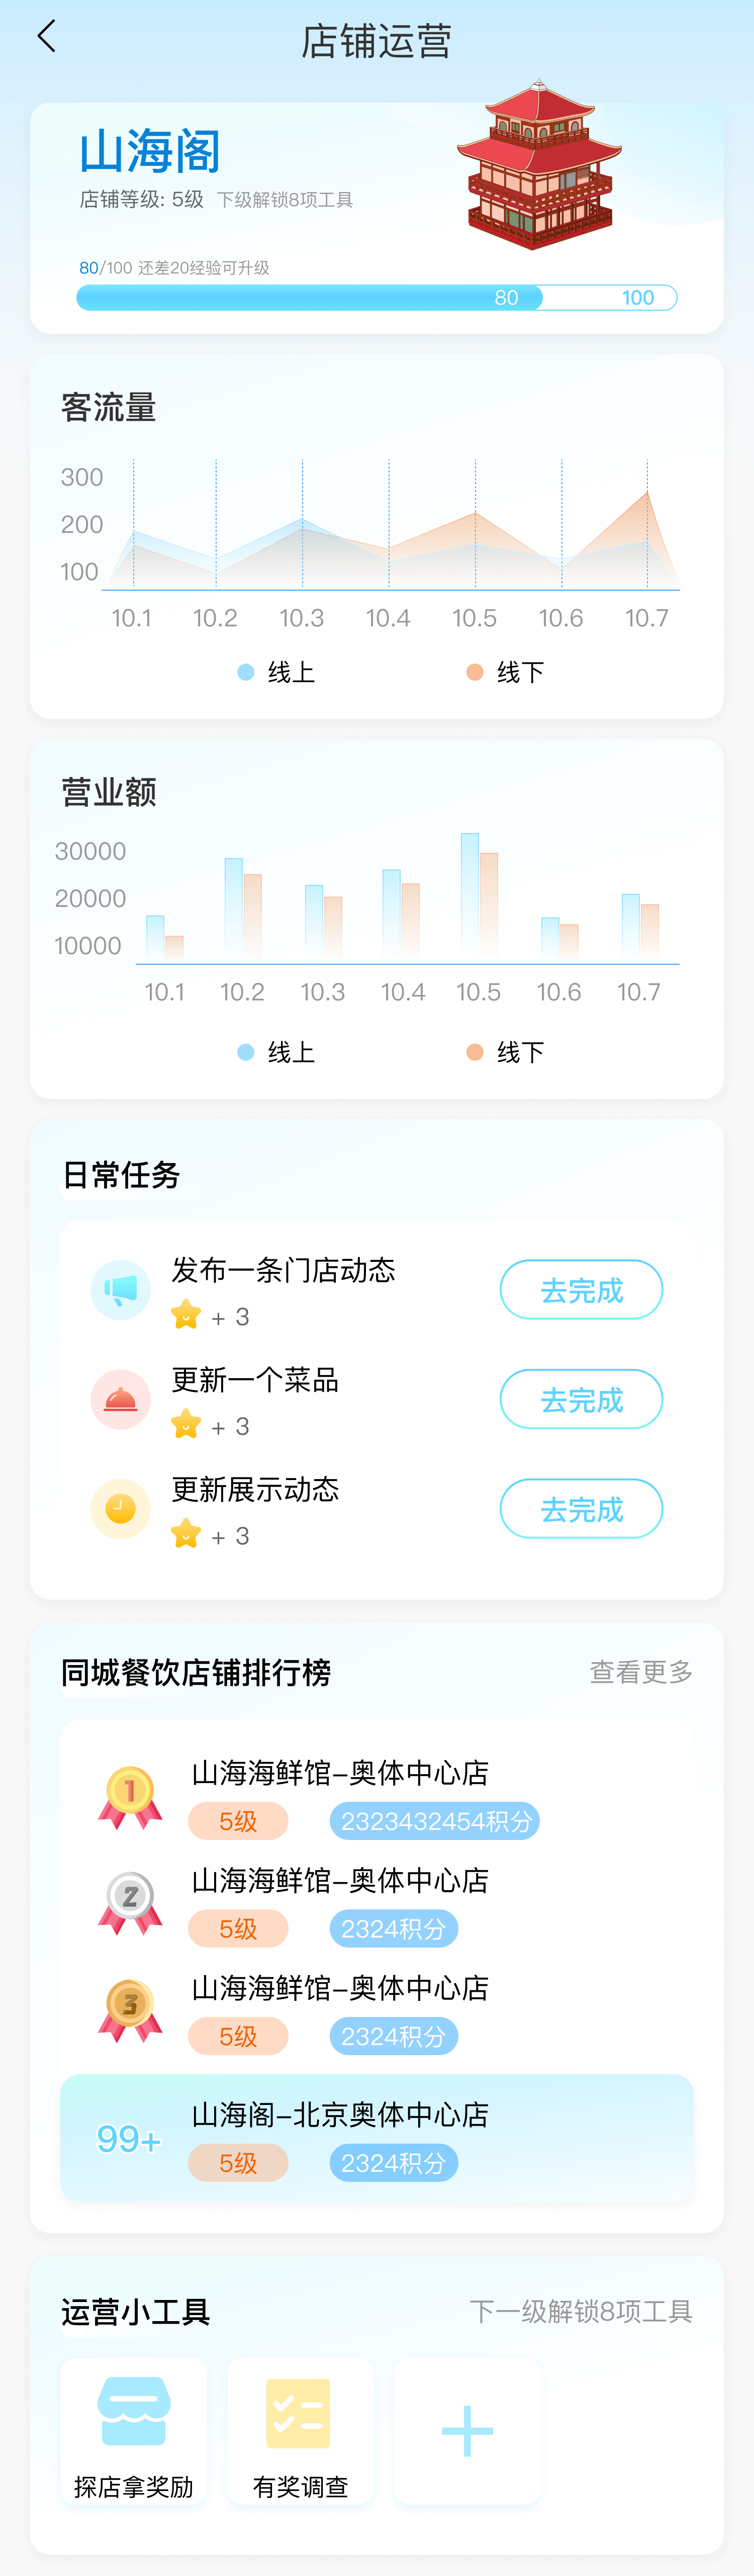 店铺运营
山海阁
店铺等级: 5级 下级解锁8项工具
80/100 还差20经验可升级
80 100
客流量
300
200
100
10.1 10.2 10.3 10.4 10.5 10.6 10.7
线上 线下
营业额
30000
20000
10000
10.1 10.2 10.3 10.4 10.5 10.6 10.7
线上 线下
日常任务
发布一条门店动态
+ 3
去完成
更新一个菜品
+ 3
去完成
更新展示动态
+ 3
去完成
同城餐饮店铺排行榜 查看更多
1
山海海鲜馆-奥体中心店
5级 2323432454积分
2
山海海鲜馆-奥体中心店
5级 2324积分
3
山海海鲜馆-奥体中心店
5级 2324积分
99+
山海阁-北京奥体中心店
5级 2324积分
运营小工具 下一级解锁8项工具
探店拿奖励 有奖调查